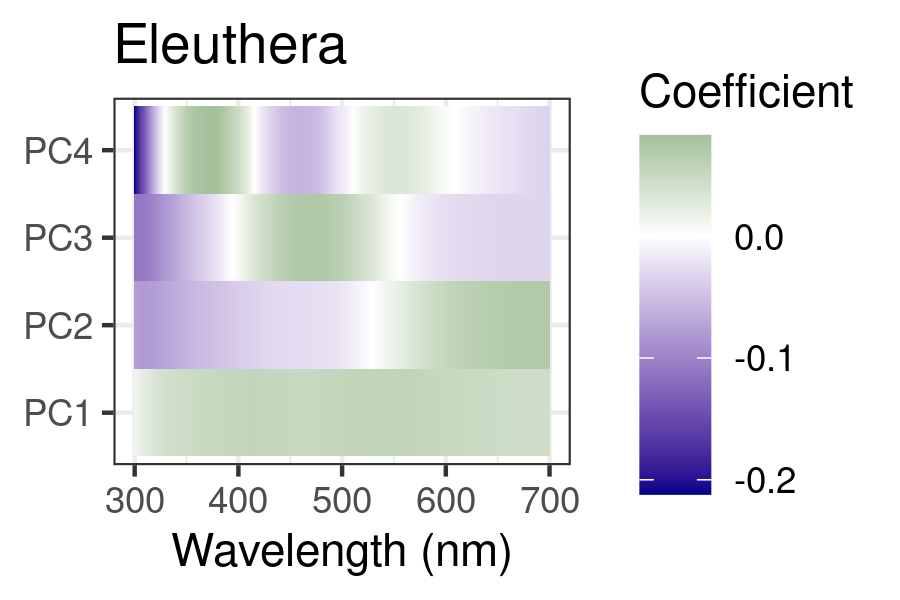 Eleuthera
Coefficient
PC4
PC3
PC2
PC1
0.0
-0.1
-0.2
300 400 500 600 700
Wavelength (nm)